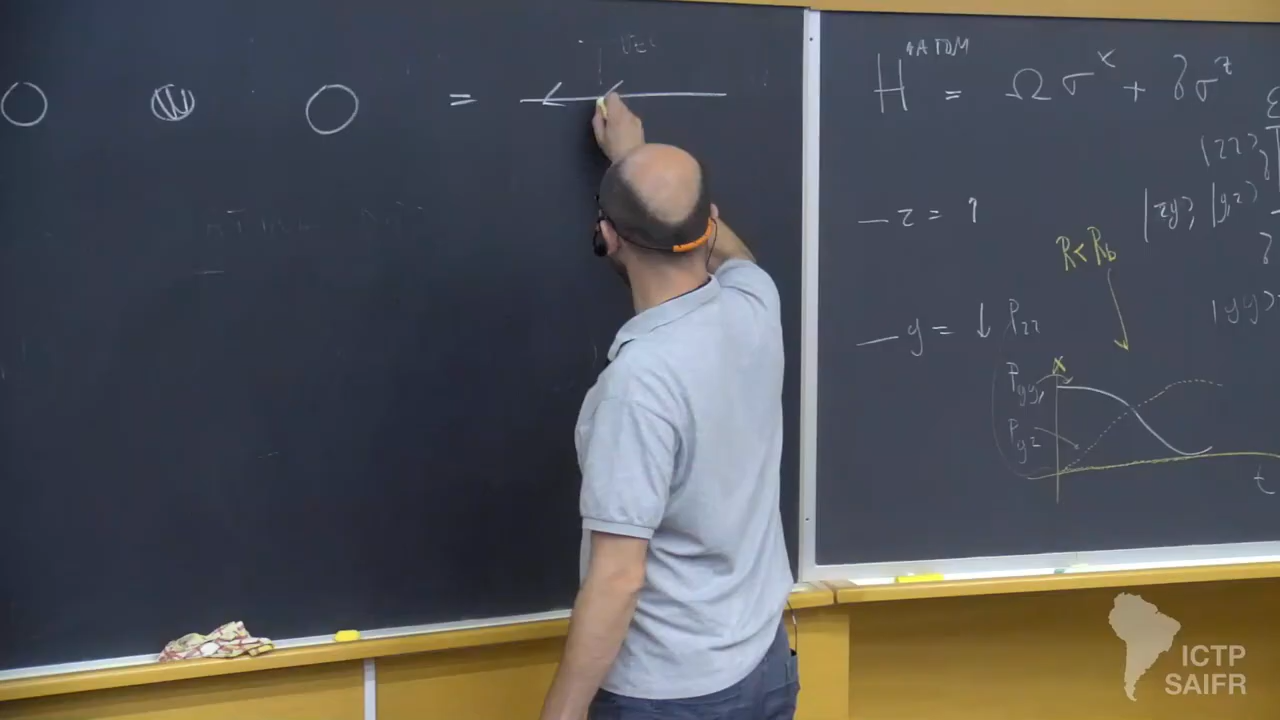 =
H^ATOM = Ω σ^x + δ σ^z
— z = ↑
|zz⟩
|zy⟩, |yz⟩
R < R_b
— y = ↓
|yy⟩
P_zz
P_yy,
P_yz
t
ICTP
SAIFR